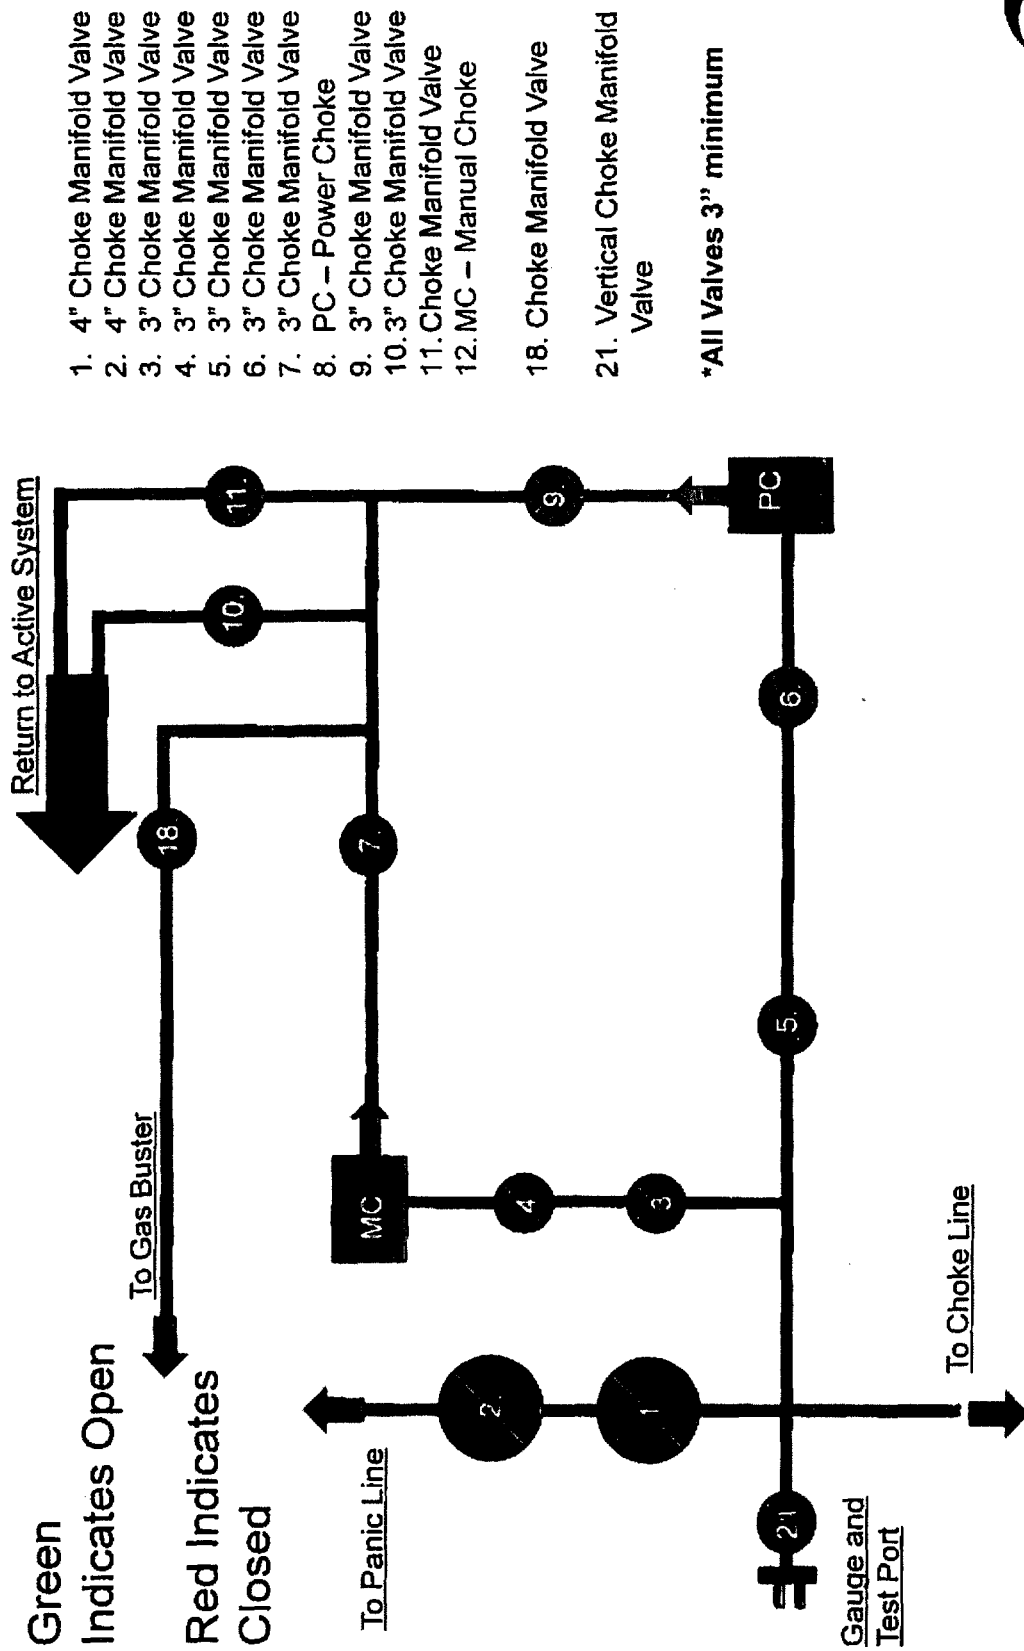 Green
Indicates Open
Red Indicates
Closed
To Gas Buster
Return to Active System
To Panic Line
To Choke Line
Gauge and
Test Port
18
11.
10.
7.
9.
MC
PC
4
3
2.
1
5.
6.
21
1. 4" Choke Manifold Valve
2. 4" Choke Manifold Valve
3. 3" Choke Manifold Valve
4. 3" Choke Manifold Valve
5. 3" Choke Manifold Valve
6. 3" Choke Manifold Valve
7. 3" Choke Manifold Valve
8. PC – Power Choke
9. 3" Choke Manifold Valve
10. 3" Choke Manifold Valve
11. Choke Manifold Valve
12. MC – Manual Choke
18. Choke Manifold Valve
21. Vertical Choke Manifold
Valve
*All Valves 3" minimum